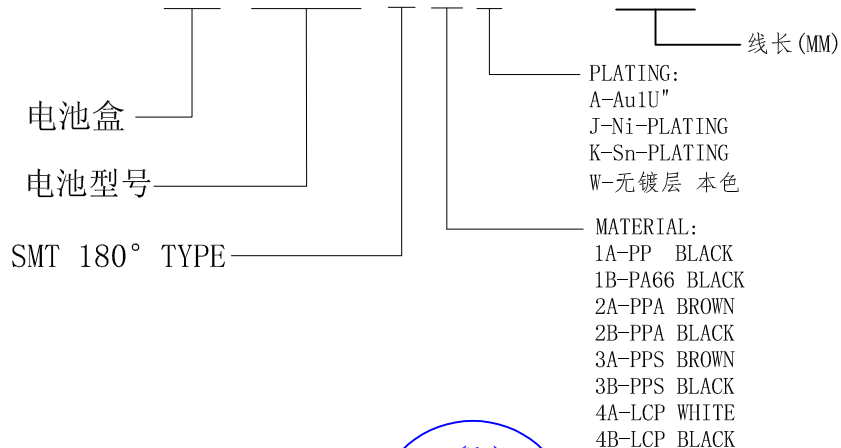 线长(MM)
PLATING:
A-Au1U"
J-Ni-PLATING
K-Sn-PLATING
W-无镀层 本色
电池盒
电池型号
SMT 180° TYPE
MATERIAL:
1A-PP BLACK
1B-PA66 BLACK
2A-PPA BROWN
2B-PPA BLACK
3A-PPS BROWN
3B-PPS BLACK
4A-LCP WHITE
4B-LCP BLACK